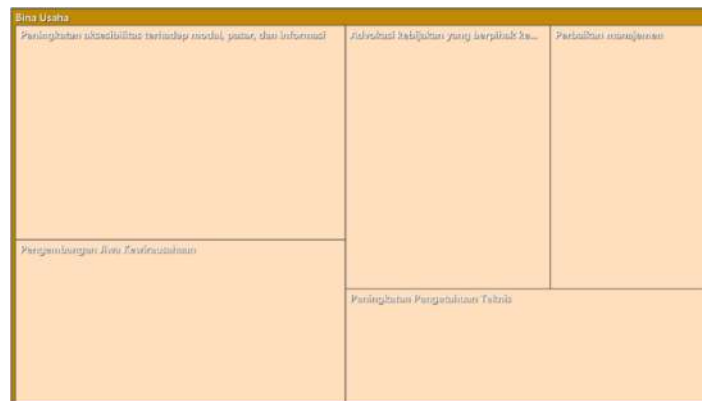 Bina Usaha
Peningkatan aksesibilitas terhadap modal, pasar, dan informasi
Advokasi kebijakan yang berpihak ke...
Perbaikan manajemen
Pengembangan Jiwa Kewirausahaan
Peningkatan Pengetahuan Teknis